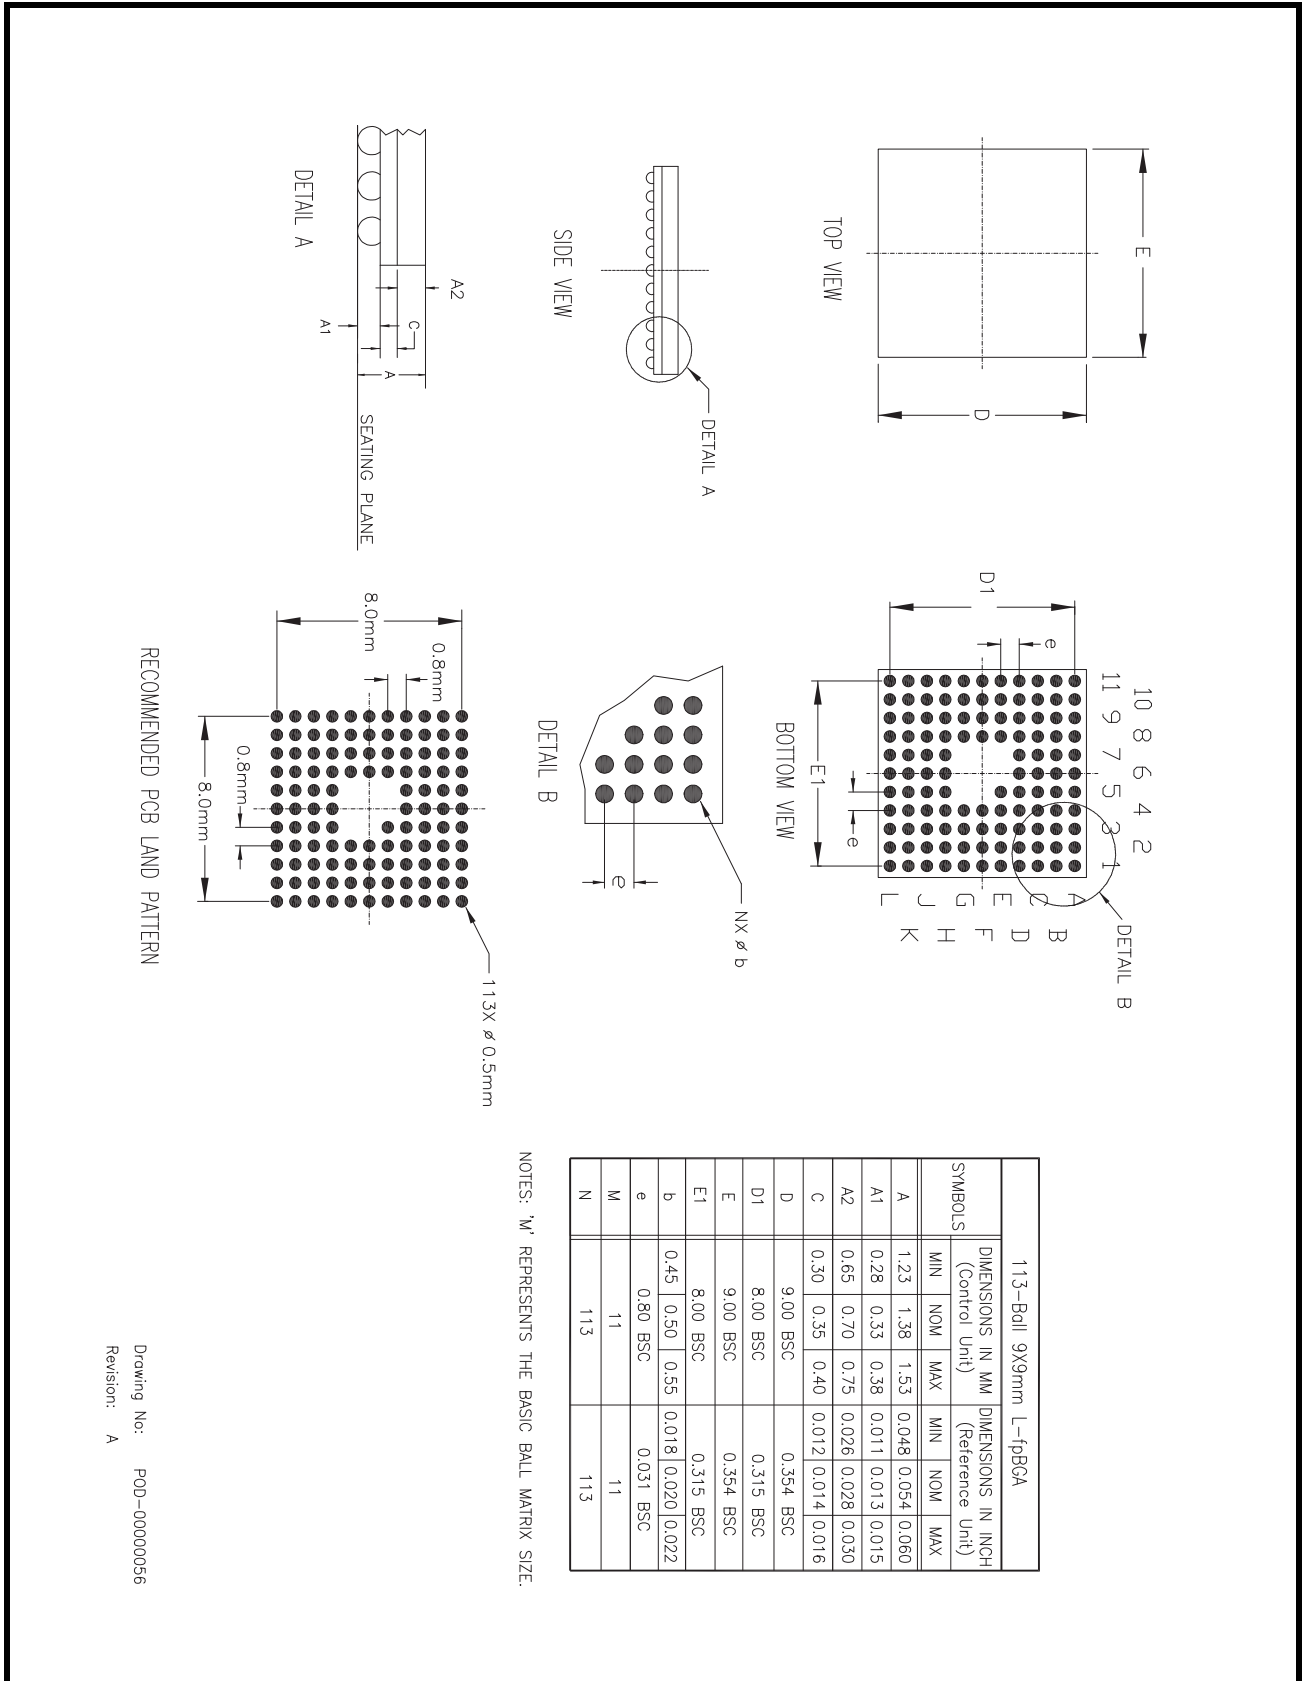 TOP VIEW
E
D
SIDE VIEW
DETAIL A
DETAIL A
A2
A1
C
A
SEATING PLANE
BOTTOM VIEW
D1
e
E1
e
10 8 6 4 2
11 9 7 5 3 1
A C E G J L
B D F H K
DETAIL B
DETAIL B
e
NX ø b
RECOMMENDED PCB LAND PATTERN
8.0mm
0.8mm
0.8mm
8.0mm
113X ø 0.5mm
113-Ball 9X9mm L-fpBGA
SYMBOLS DIMENSIONS IN MM (Control Unit) DIMENSIONS IN INCH (Reference Unit)
MIN NOM MAX MIN NOM MAX
A 1.23 1.38 1.53 0.048 0.054 0.060
A1 0.28 0.33 0.38 0.011 0.013 0.015
A2 0.65 0.70 0.75 0.026 0.028 0.030
C 0.30 0.35 0.40 0.012 0.014 0.016
D 9.00 BSC 0.354 BSC
D1 8.00 BSC 0.315 BSC
E 9.00 BSC 0.354 BSC
E1 8.00 BSC 0.315 BSC
b 0.45 0.50 0.55 0.018 0.020 0.022
e 0.80 BSC 0.031 BSC
M 11 11
N 113 113
NOTES: 'M' REPRESENTS THE BASIC BALL MATRIX SIZE.
Drawing No: POD-00000056
Revision: A